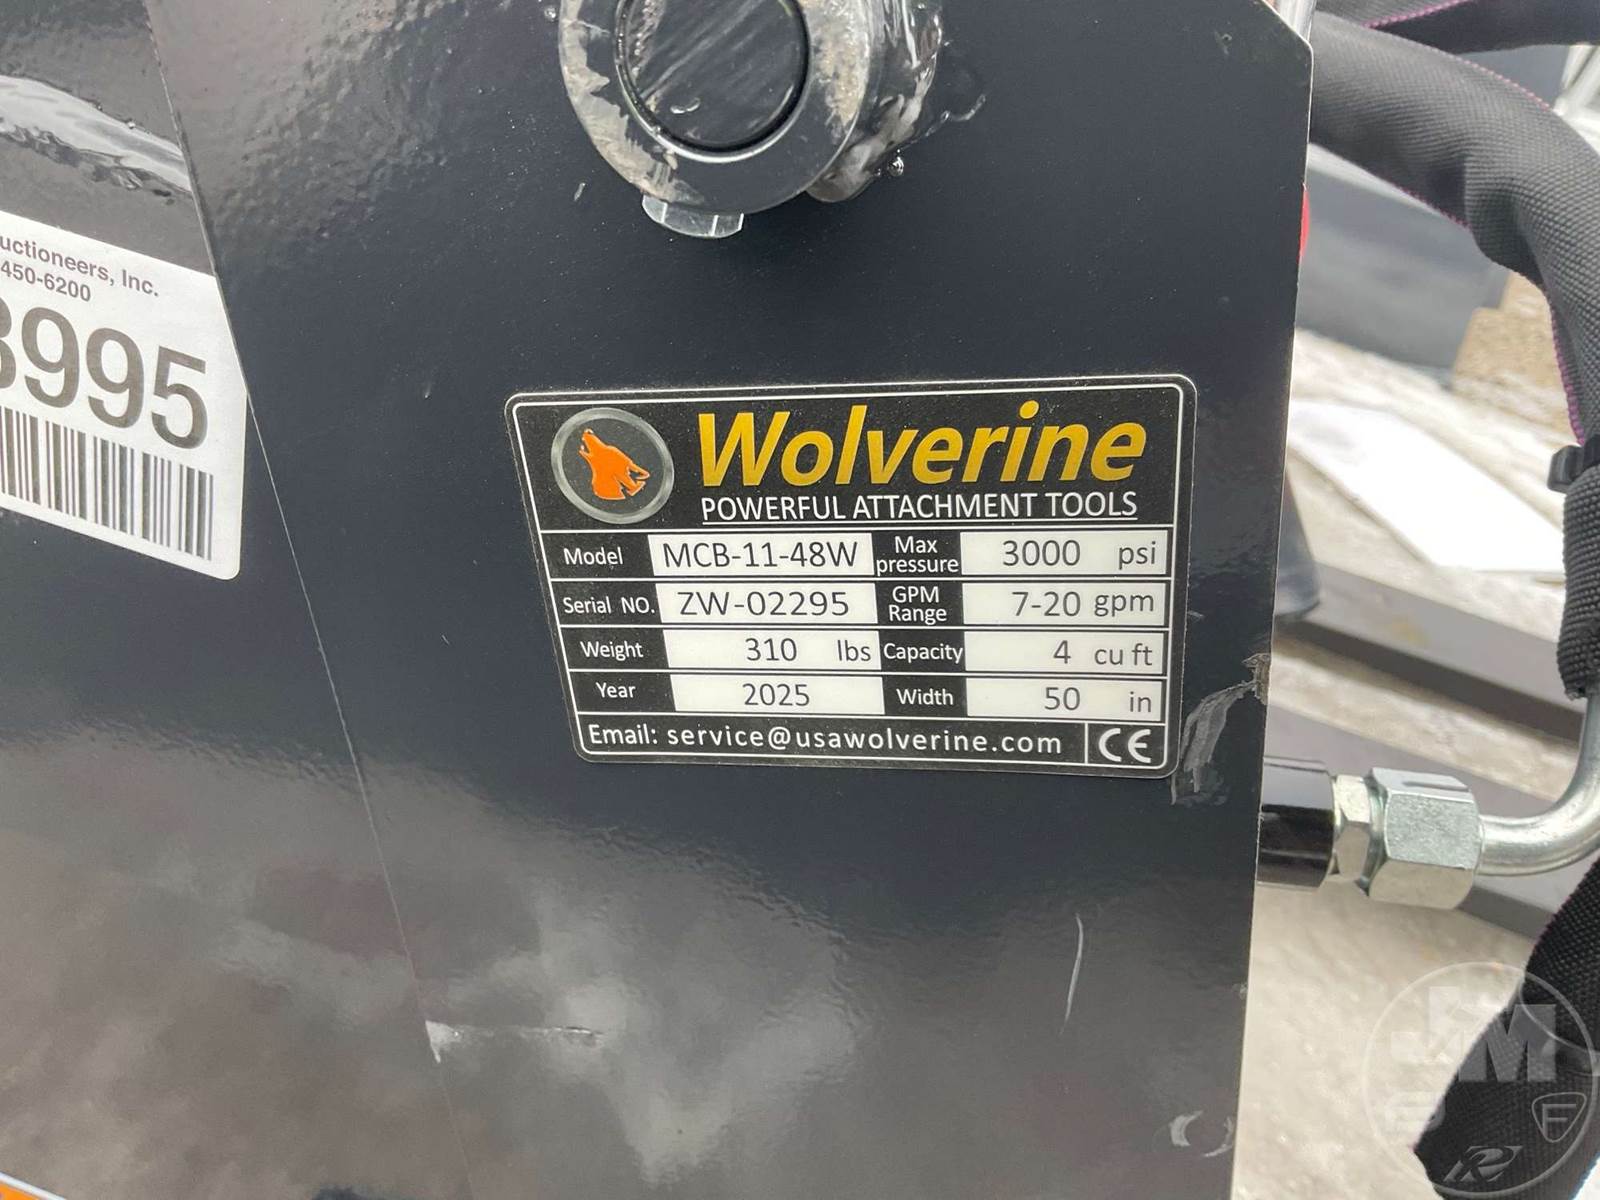 Inc.
450-6200
995
Wolverine
POWERFUL ATTACHMENT TOOLS
Model MCB-11-48W Max pressure 3000 psi
Serial NO. ZW-02295 GPM Range 7-20 gpm
Weight 310 lbs Capacity 4 cu ft
Year 2025 Width 50 in
Email: service@usawolverine.com CE
JM